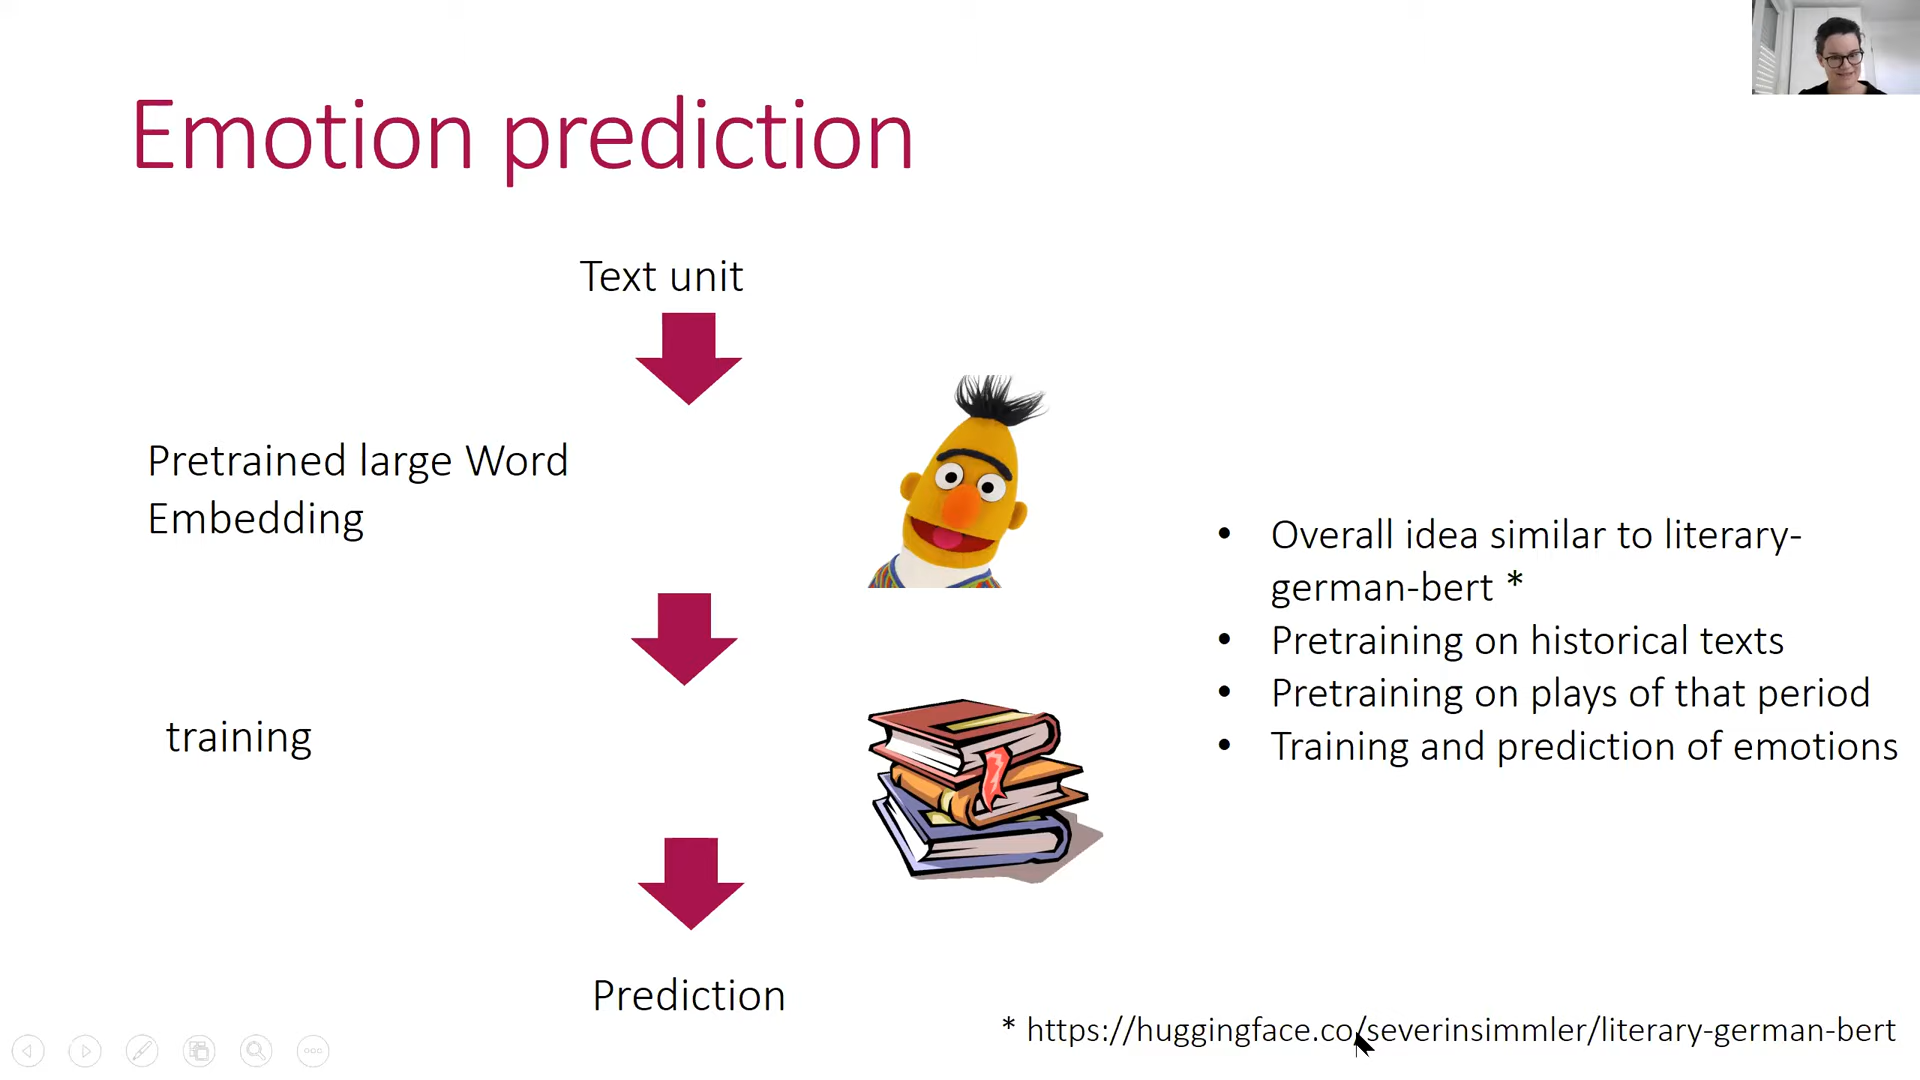 Emotion prediction
Text unit
Pretrained large Word
Embedding
training
Prediction
• Overall idea similar to literary-
german-bert *
• Pretraining on historical texts
• Pretraining on plays of that period
• Training and prediction of emotions
* https://huggingface.co/severinsimmler/literary-german-bert